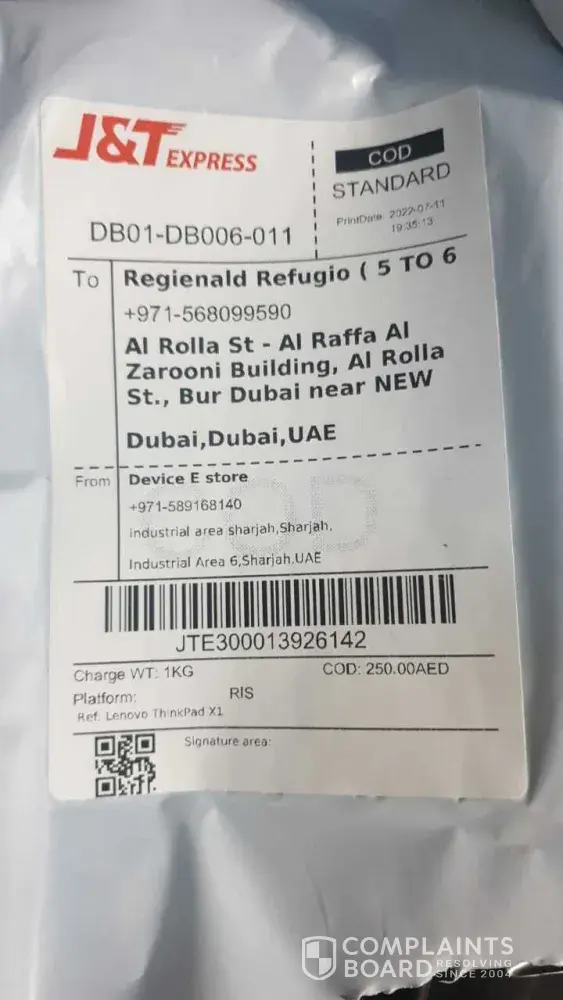 J&T EXPRESS
COD
STANDARD
PrintDate: 2022-07-11
19:35:13
DB01-DB006-011
To
Regienald Refugio ( 5 TO 6
+971-568099590
Al Rolla St - Al Raffa Al
Zarooni Building, Al Rolla
St., Bur Dubai near NEW
Dubai,Dubai,UAE
From
Device E store
+971-589168140
industrial area sharjah,Sharjah,
Industrial Area 6,Sharjah,UAE
COD
JTE300013926142
Charge WT: 1KG
COD: 250.00AED
Platform:
RIS
Ref: Lenovo ThinkPad X1
Signature area:
COMPLAINTS
BOARD RESOLVING
SINCE 2004